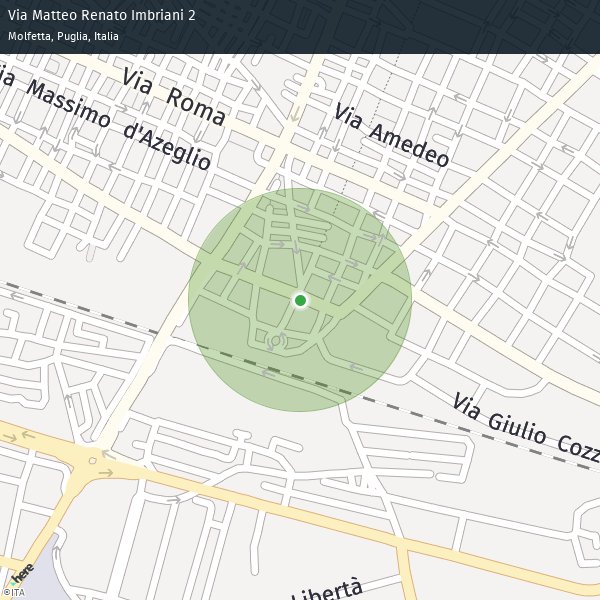 Via Matteo Renato Imbriani 2
Molfetta, Puglia, Italia
Via Roma
Via Amedeo
ia Massimo d'Azeglio
Via Giulio Cozz
Libertà
here
©ITA